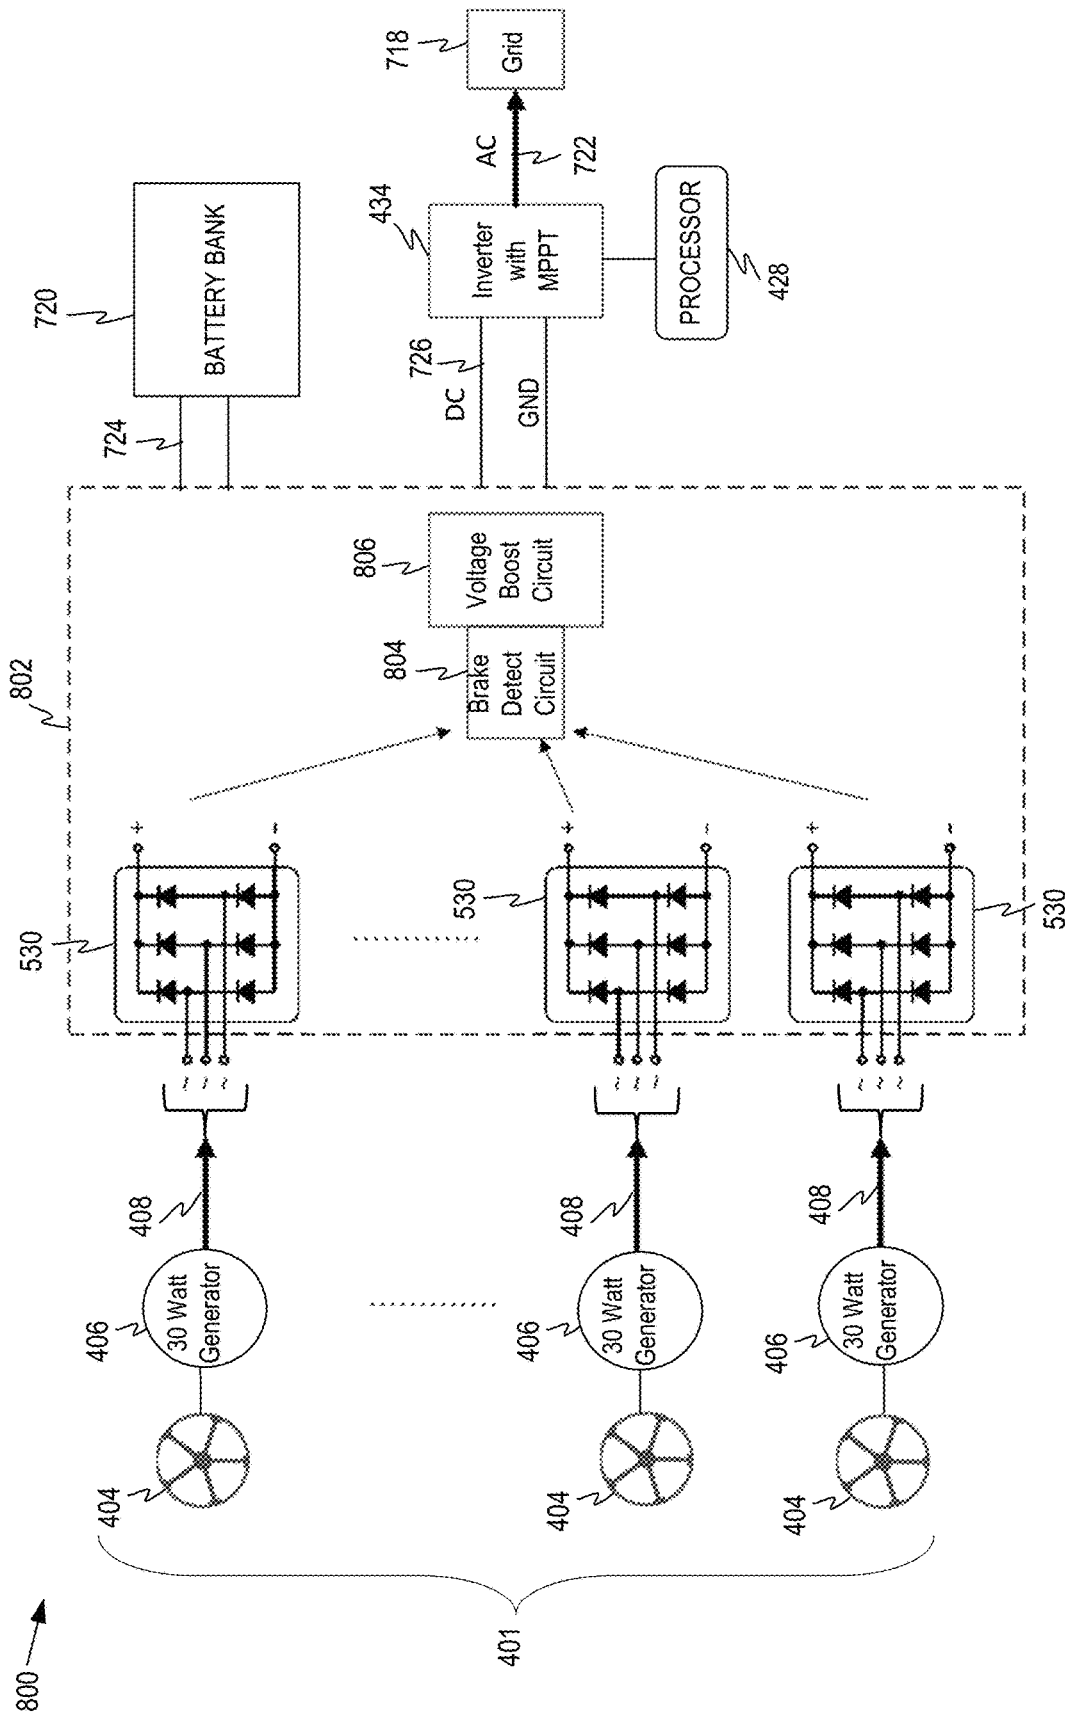 800
401
404
406
30 Watt
Generator
408
~
~
~
530
+
-
404
406
30 Watt
Generator
408
~
~
~
530
+
-
404
406
30 Watt
Generator
408
~
~
~
530
+
-
802
804
Brake
Detect
Circuit
806
Voltage
Boost
Circuit
724
720
BATTERY BANK
DC
726
GND
434
Inverter
with
MPPT
PROCESSOR
428
AC
722
718
Grid